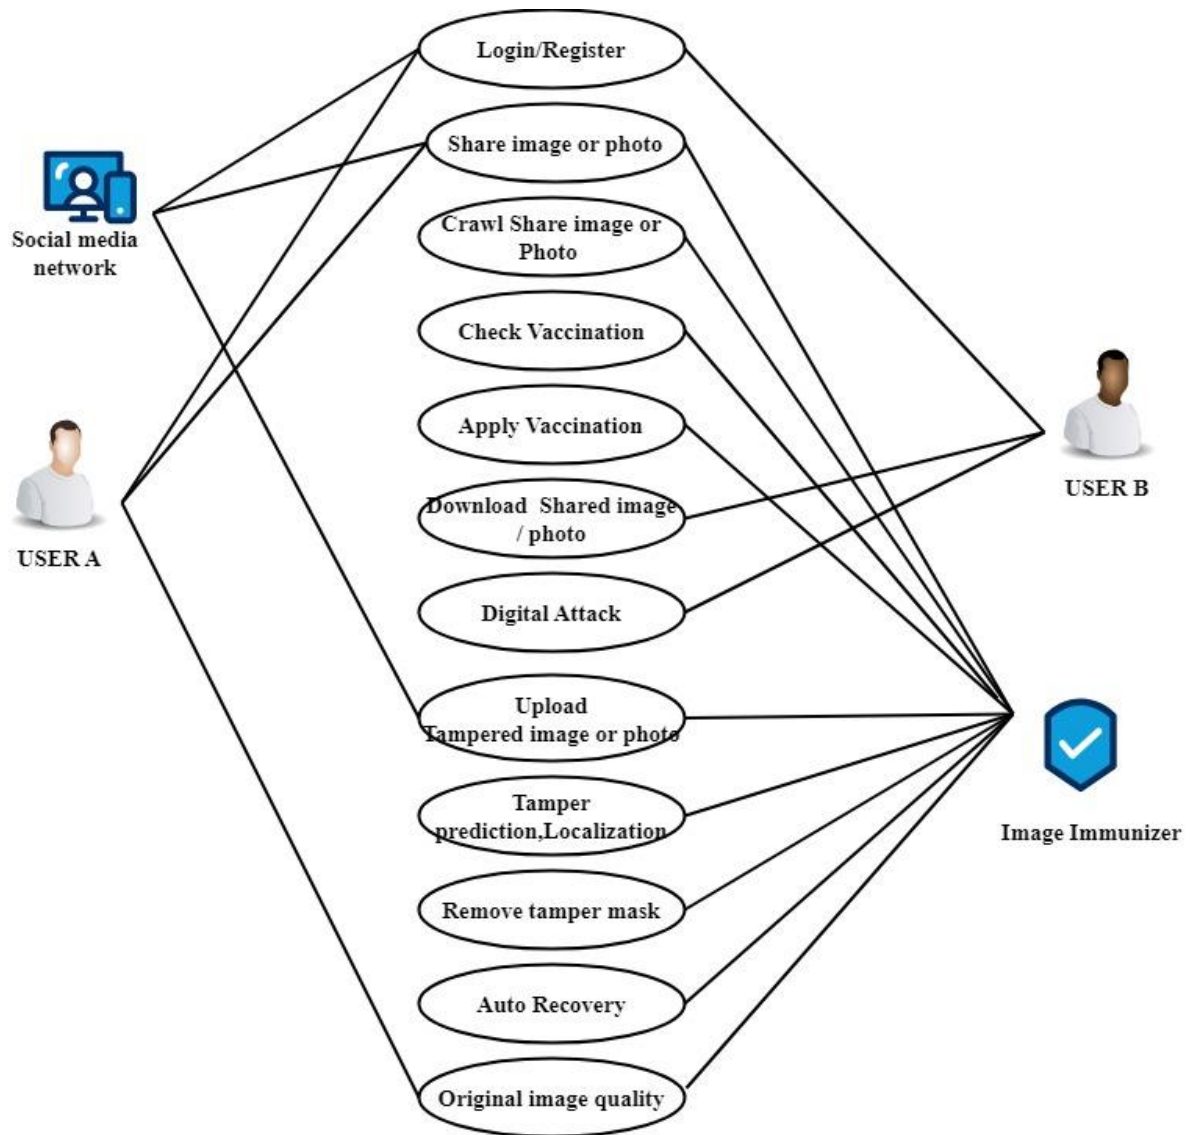 Login/Register
Share image or photo
Crawl Share image or
Photo
Social media
network
Check Vaccination
Apply Vaccination
USER B
Download Shared image
/ photo
USER A
Digital Attack
Upload
Tampered image or photo
Tamper
prediction,Localization
Image Immunizer
Remove tamper mask
Auto Recovery
Original image quality